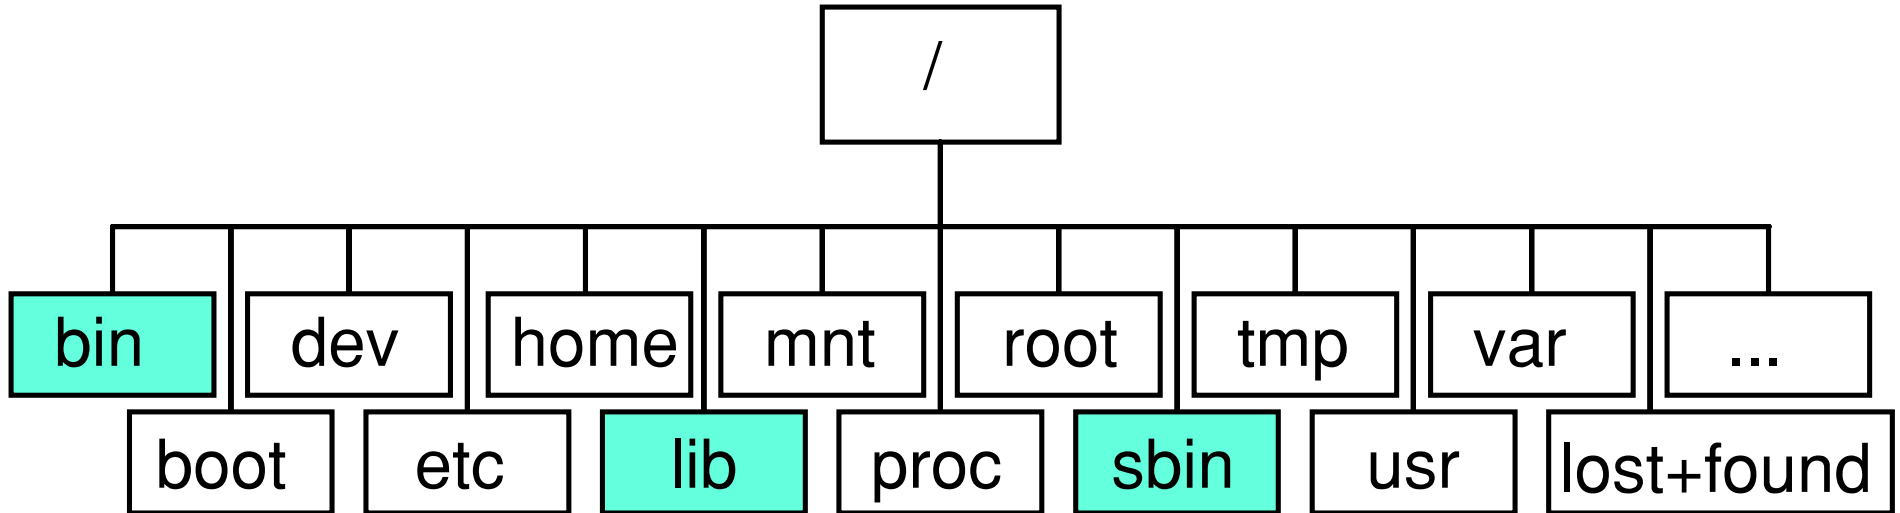 /
bin dev home mnt root tmp var ...
boot etc lib proc sbin usr lost+found